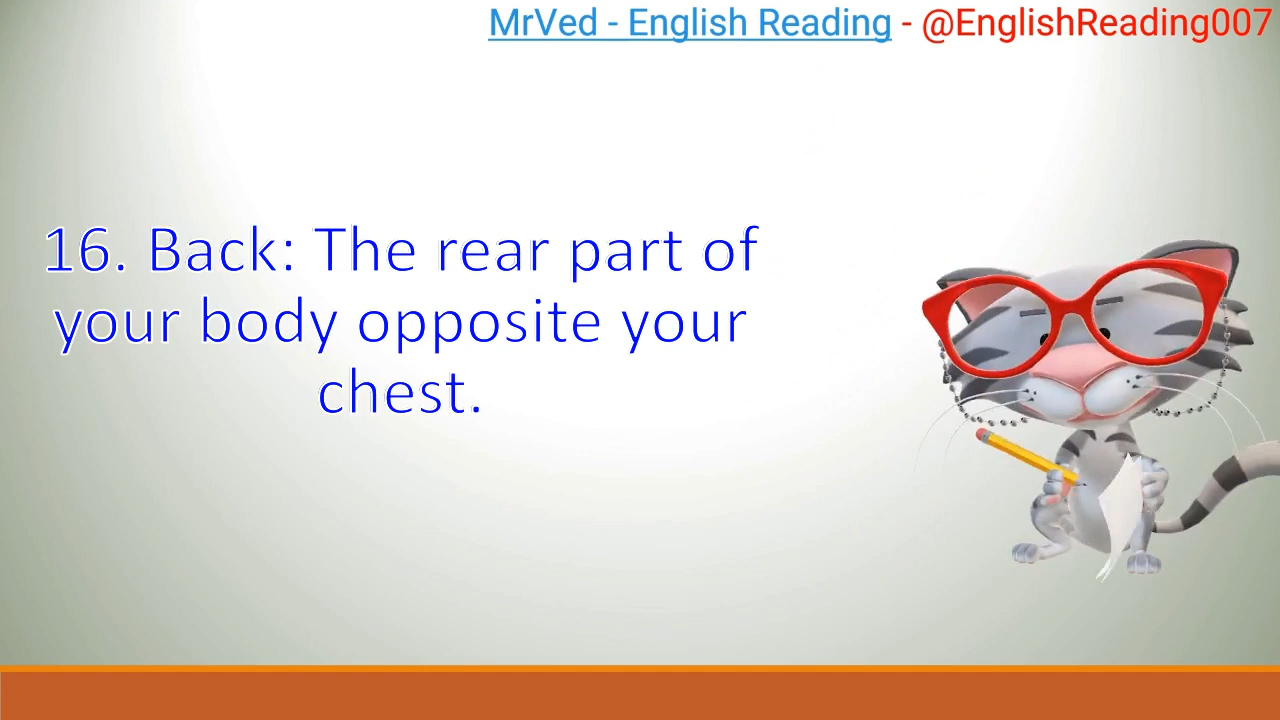 MrVed - English Reading - @EnglishReading007
16. Back: The rear part of
your body opposite your
chest.